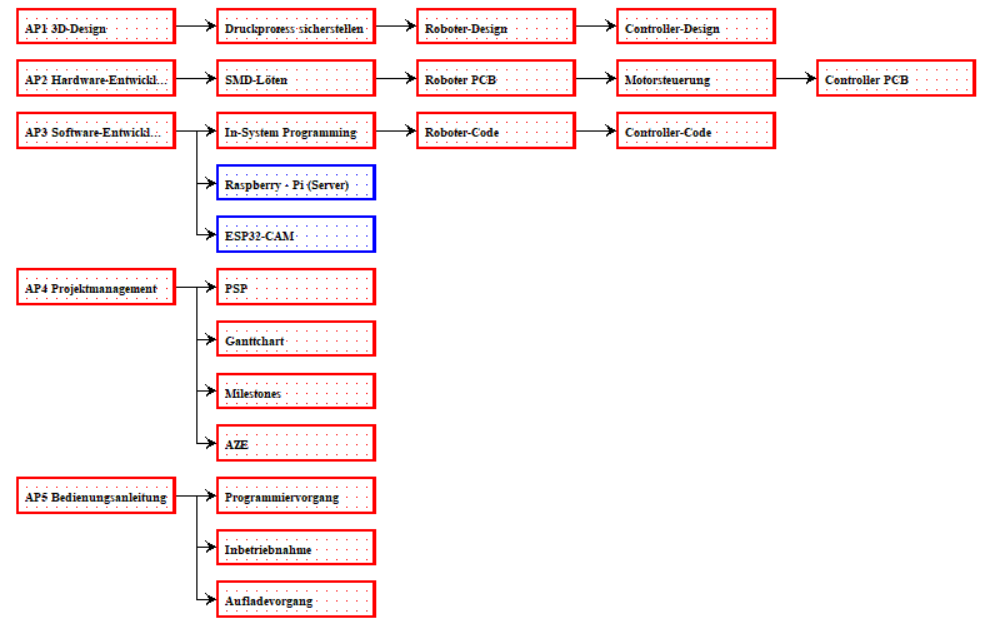 AP1 3D-Design
Druckprozess sicherstellen
Roboter-Design
Controller-Design
AP2 Hardware-Entwickl...
SMD-Löten
Roboter PCB
Motorsteuerung
Controller PCB
AP3 Software-Entwickl...
In-System Programming
Roboter-Code
Controller-Code
Raspberry - Pi (Server)
ESP32-CAM
AP4 Projektmanagement
PSP
Ganttchart
Milestones
AZE
AP5 Bedienungsanleitung
Programmiervorgang
Inbetriebnahme
Aufladevorgang